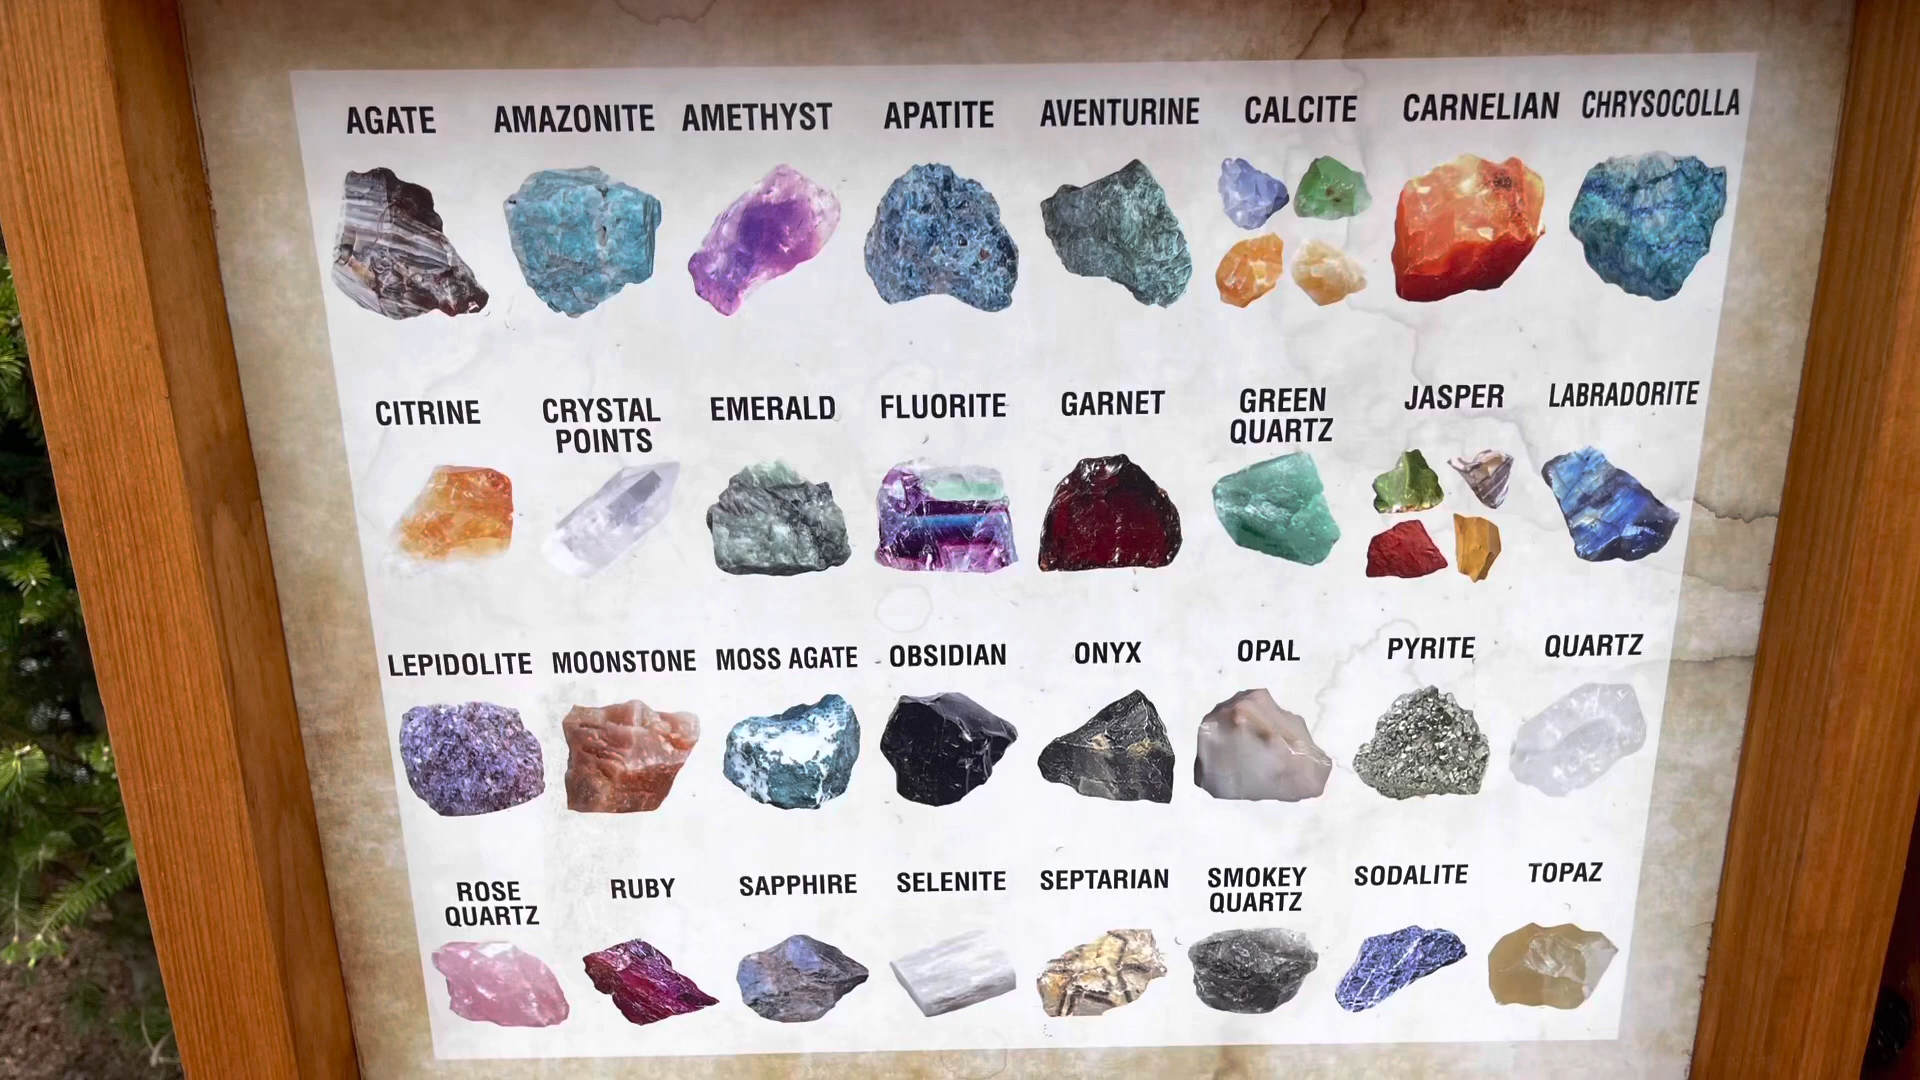 AGATE AMAZONITE AMETHYST APATITE AVENTURINE CALCITE CARNELIAN CHRYSOCOLLA
CITRINE CRYSTAL POINTS EMERALD FLUORITE GARNET GREEN QUARTZ JASPER LABRADORITE
LEPIDOLITE MOONSTONE MOSS AGATE OBSIDIAN ONYX OPAL PYRITE QUARTZ
ROSE QUARTZ RUBY SAPPHIRE SELENITE SEPTARIAN SMOKEY QUARTZ SODALITE TOPAZ